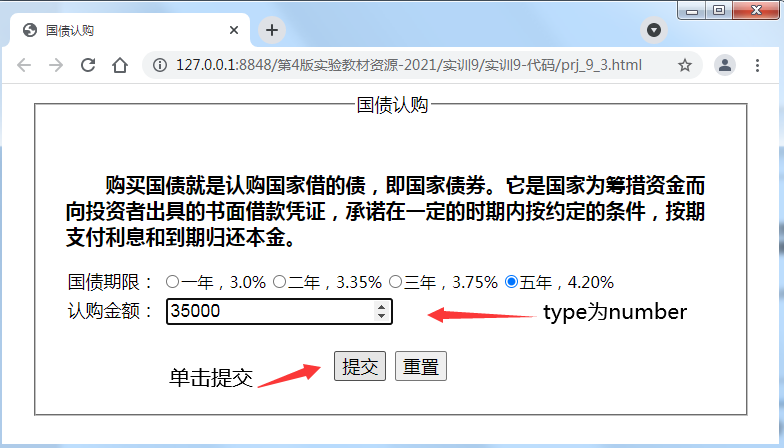 国债认购
127.0.0.1:8848/第4版实验教材资源-2021/实训9/实训9-代码/prj_9_3.html
国债认购
购买国债就是认购国家借的债，即国家债券。它是国家为筹措资金而
向投资者出具的书面借款凭证，承诺在一定的时期内按约定的条件，按期
支付利息和到期归还本金。
国债期限： 一年，3.0% 二年，3.35% 三年，3.75% 五年，4.20%
认购金额： 35000 type为number
提交 重置
单击提交